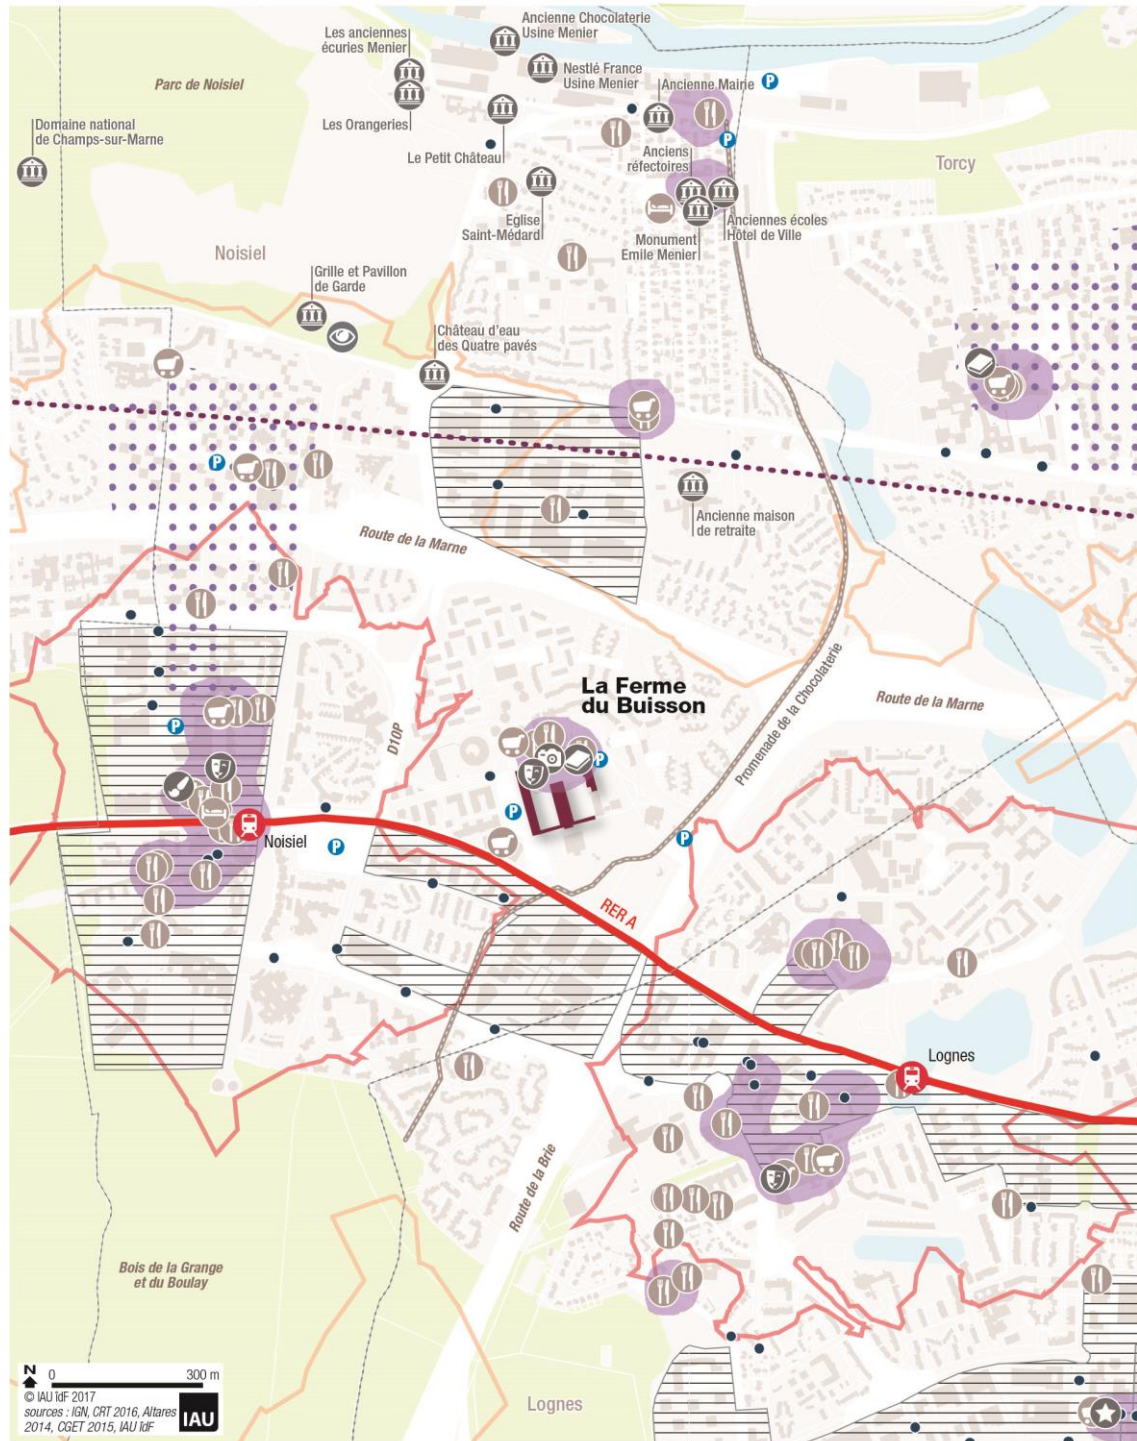 Ancienne Chocolaterie
Usine Menier
Les anciennes
écuries Menier
Nestlé France
Usine Menier
Parc de Noisiel
Ancienne Mairie
P
Les Orangeries
Domaine national
de Champs-sur-Marne
Le Petit Château
P
Anciens
réfectoires
Torcy
Eglise
Saint-Médard
Anciennes écoles
Hôtel de Ville
Monument
Emile Menier
Noisiel
Grille et Pavillon
de Garde
Château d'eau
des Quatre pavés
P
Ancienne maison
de retraite
Route de la Marne
Promenade de la Chocolaterie
La Ferme
du Buisson
Route de la Marne
D10P
P
P
P
Noisiel
P
P
RER A
Lognes
Route de la Brie
Bois de la Grange
et du Boulay
Lognes
N
0 300 m
© IAU îdF 2017
sources : IGN, CRT 2016, Altares
2014, CGET 2015, IAU îdF
IAU